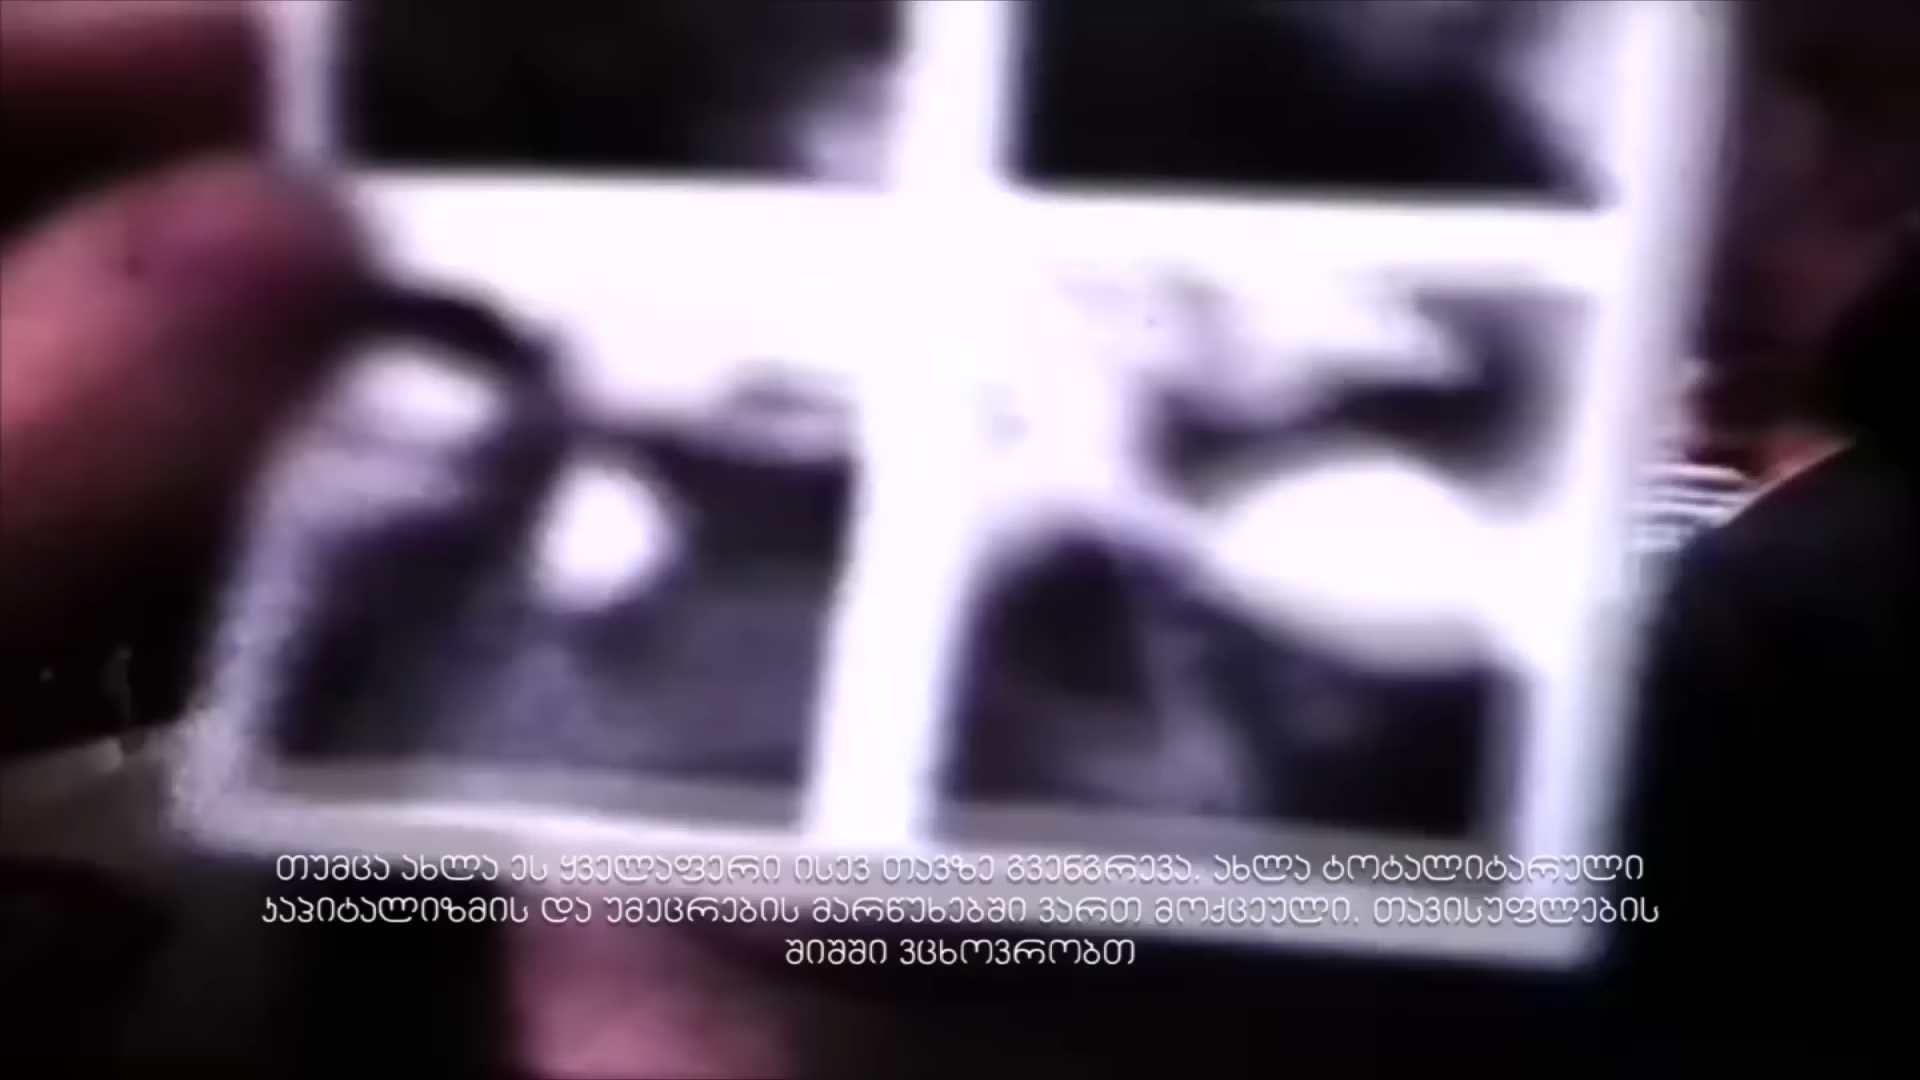 თუმცა ახლა ეს ყველაფერი ისევ თავზე გვენგრევა. ახლა ტოტალიტარული
კაპიტალიზმის და უმეცრების მარწუხებში ვართ მოქცეული. თავისუფლების
შიშში ვცხოვრობთ